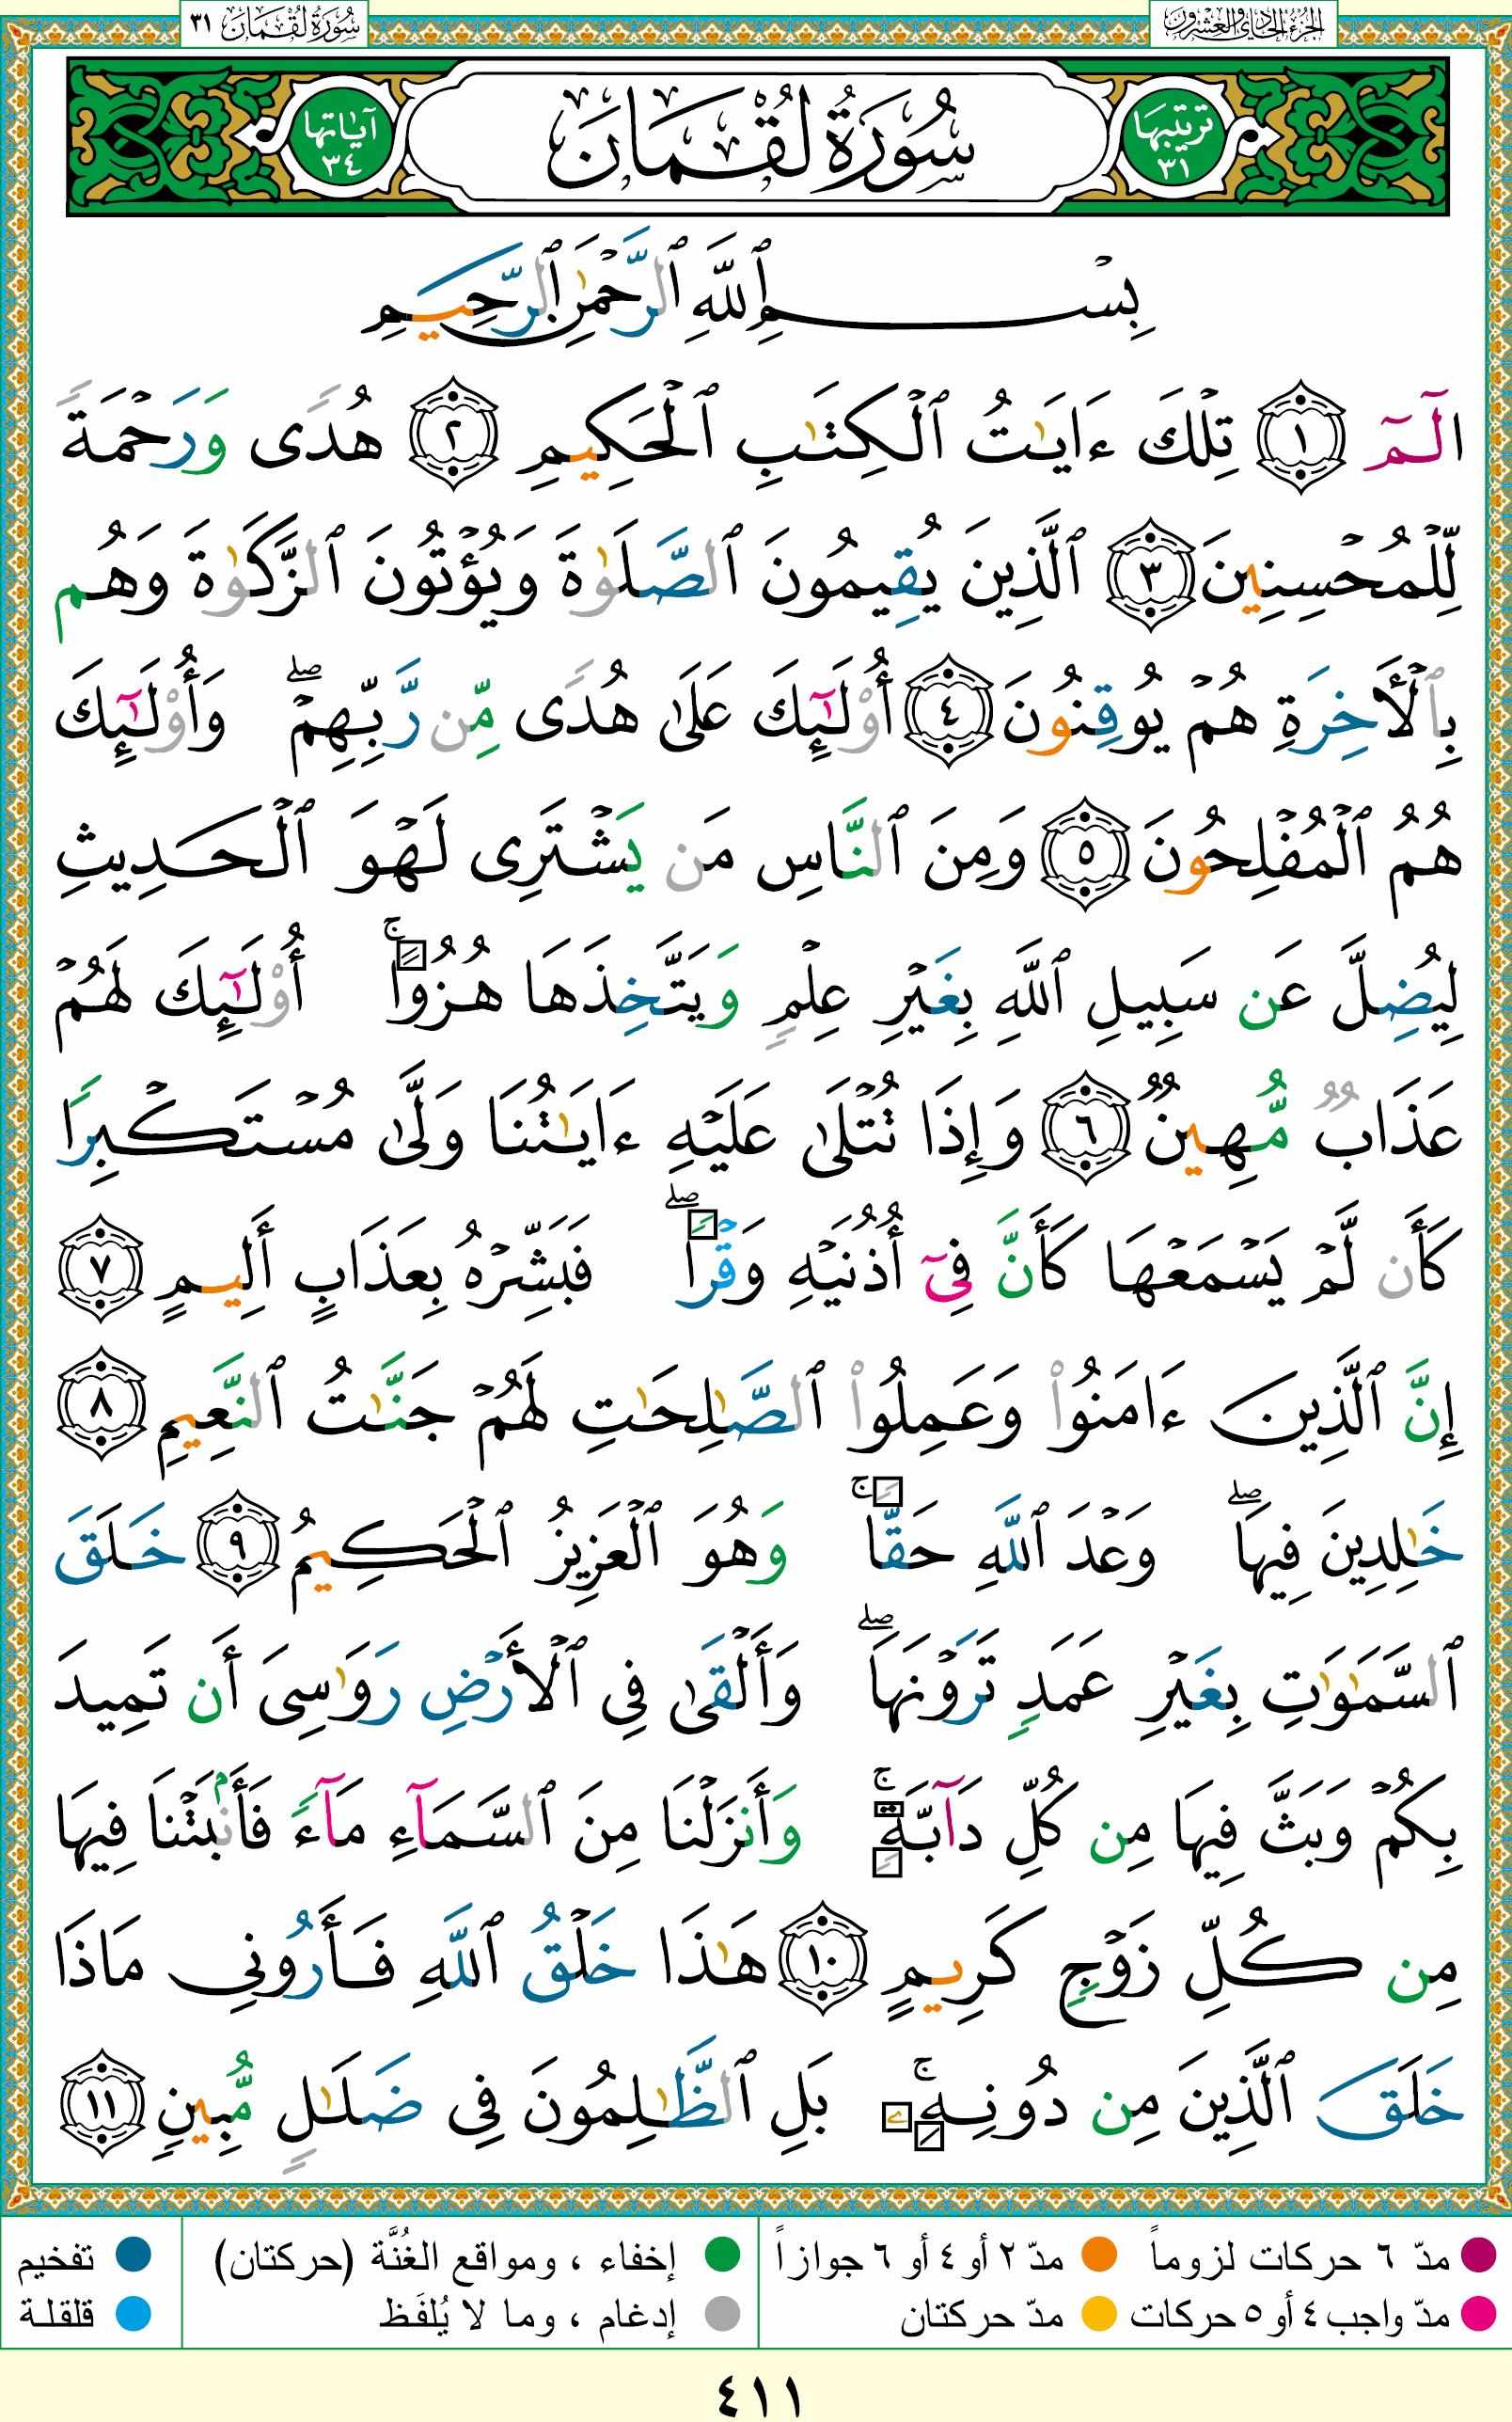 الجزء الحادي والعشرون سُورَةُ لُقْمَان ٣١
ترتيبها ٣١ سُورَةُ لُقْمَانَ آياتها ٣٤
بِسْمِ ٱللَّهِ ٱلرَّحْمَٰنِ ٱلرَّحِيمِ
الٓمٓ ١ تِلْكَ ءَايَٰتُ ٱلْكِتَٰبِ ٱلْحَكِيمِ ٢ هُدًى وَرَحْمَةً
لِّلْمُحْسِنِينَ ٣ ٱلَّذِينَ يُقِيمُونَ ٱلصَّلَوٰةَ وَيُؤْتُونَ ٱلزَّكَوٰةَ وَهُم
بِٱلْأَخِرَةِ هُمْ يُوقِنُونَ ٤ أُوْلَٰٓئِكَ عَلَىٰ هُدًى مِّن رَّبِّهِمْ ۖ وَأُوْلَٰٓئِكَ
هُمُ ٱلْمُفْلِحُونَ ٥ وَمِنَ ٱلنَّاسِ مَن يَشْتَرِى لَهْوَ ٱلْحَدِيثِ
لِيُضِلَّ عَن سَبِيلِ ٱللَّهِ بِغَيْرِ عِلْمٍ وَيَتَّخِذَهَا هُزُوًا ۚ أُوْلَٰٓئِكَ لَهُمْ
عَذَابٌ مُّهِينٌ ٦ وَإِذَا تُتْلَىٰ عَلَيْهِ ءَايَٰتُنَا وَلَّىٰ مُسْتَكْبِرًا
كَأَن لَّمْ يَسْمَعْهَا كَأَنَّ فِىٓ أُذُنَيْهِ وَقْرًا ۖ فَبَشِّرْهُ بِعَذَابٍ أَلِيمٍ ٧
إِنَّ ٱلَّذِينَ ءَامَنُوا۟ وَعَمِلُوا۟ ٱلصَّٰلِحَٰتِ لَهُمْ جَنَّٰتُ ٱلنَّعِيمِ ٨
خَٰلِدِينَ فِيهَا ۖ وَعْدَ ٱللَّهِ حَقًّا ۚ وَهُوَ ٱلْعَزِيزُ ٱلْحَكِيمُ ٩ خَلَقَ
ٱلسَّمَٰوَٰتِ بِغَيْرِ عَمَدٍ تَرَوْنَهَا ۖ وَأَلْقَىٰ فِى ٱلْأَرْضِ رَوَٰسِىَ أَن تَمِيدَ
بِكُمْ وَبَثَّ فِيهَا مِن كُلِّ دَآبَّةٍ ۚ وَأَنزَلْنَا مِنَ ٱلسَّمَآءِ مَآءً فَأَنۢبَتْنَا فِيهَا
مِن كُلِّ زَوْجٍ كَرِيمٍ ١٠ هَٰذَا خَلْقُ ٱللَّهِ فَأَرُونِى مَاذَا
خَلَقَ ٱلَّذِينَ مِن دُونِهِۦ ۚ بَلِ ٱلظَّٰلِمُونَ فِى ضَلَٰلٍ مُّبِينٍ ١١
مدّ ٦ حركات لزوماً مدّ ٢ أو ٤ أو ٦ جوازاً إخفاء ، ومواقع الغُنَّة (حركتان) تفخيم
مدّ واجب ٤ أو ٥ حركات مدّ حركتان إدغام ، وما لا يُلفَظ قلقلة
٤١١